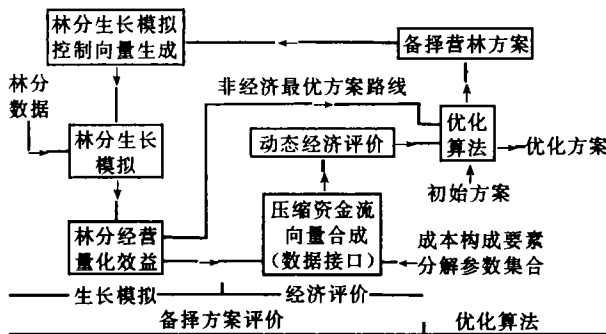 林分生长模拟
控制向量生成
备择营林方案
林分
数据
非经济最优方案路线
林分生长
模拟
动态经济评价
优化
算法
优化方案
初始方案
林分经营
量化效益
压缩资金流
向量合成
(数据接口)
成本构成要素
分解参数集合
生长模拟
经济评价
备择方案评价
优化算法